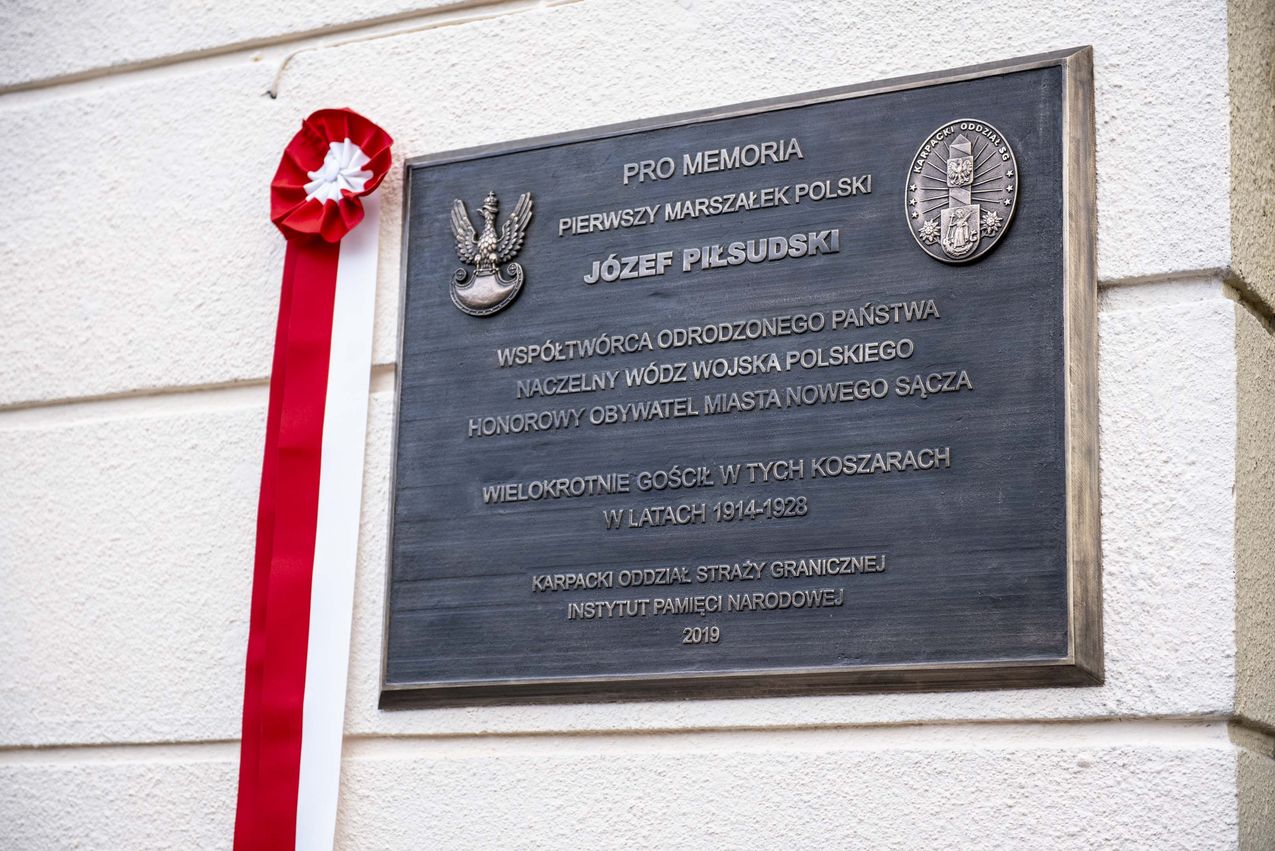 PRO MEMORIA
PIERWSZY MARSZAŁEK POLSKI
JÓZEF PIŁSUDSKI
KARPACKI ODDZIAŁ SG
WSPÓŁTWÓRCA ODRODZONEGO PAŃSTWA
NACZELNY WÓDZ WOJSKA POLSKIEGO
HONOROWY OBYWATEL MIASTA NOWEGO SĄCZA
WIELOKROTNIE GOŚCIŁ W TYCH KOSZARACH
W LATACH 1914-1928
KARPACKI ODDZIAŁ STRAŻY GRANICZNEJ
INSTYTUT PAMIĘCI NARODOWEJ
2019